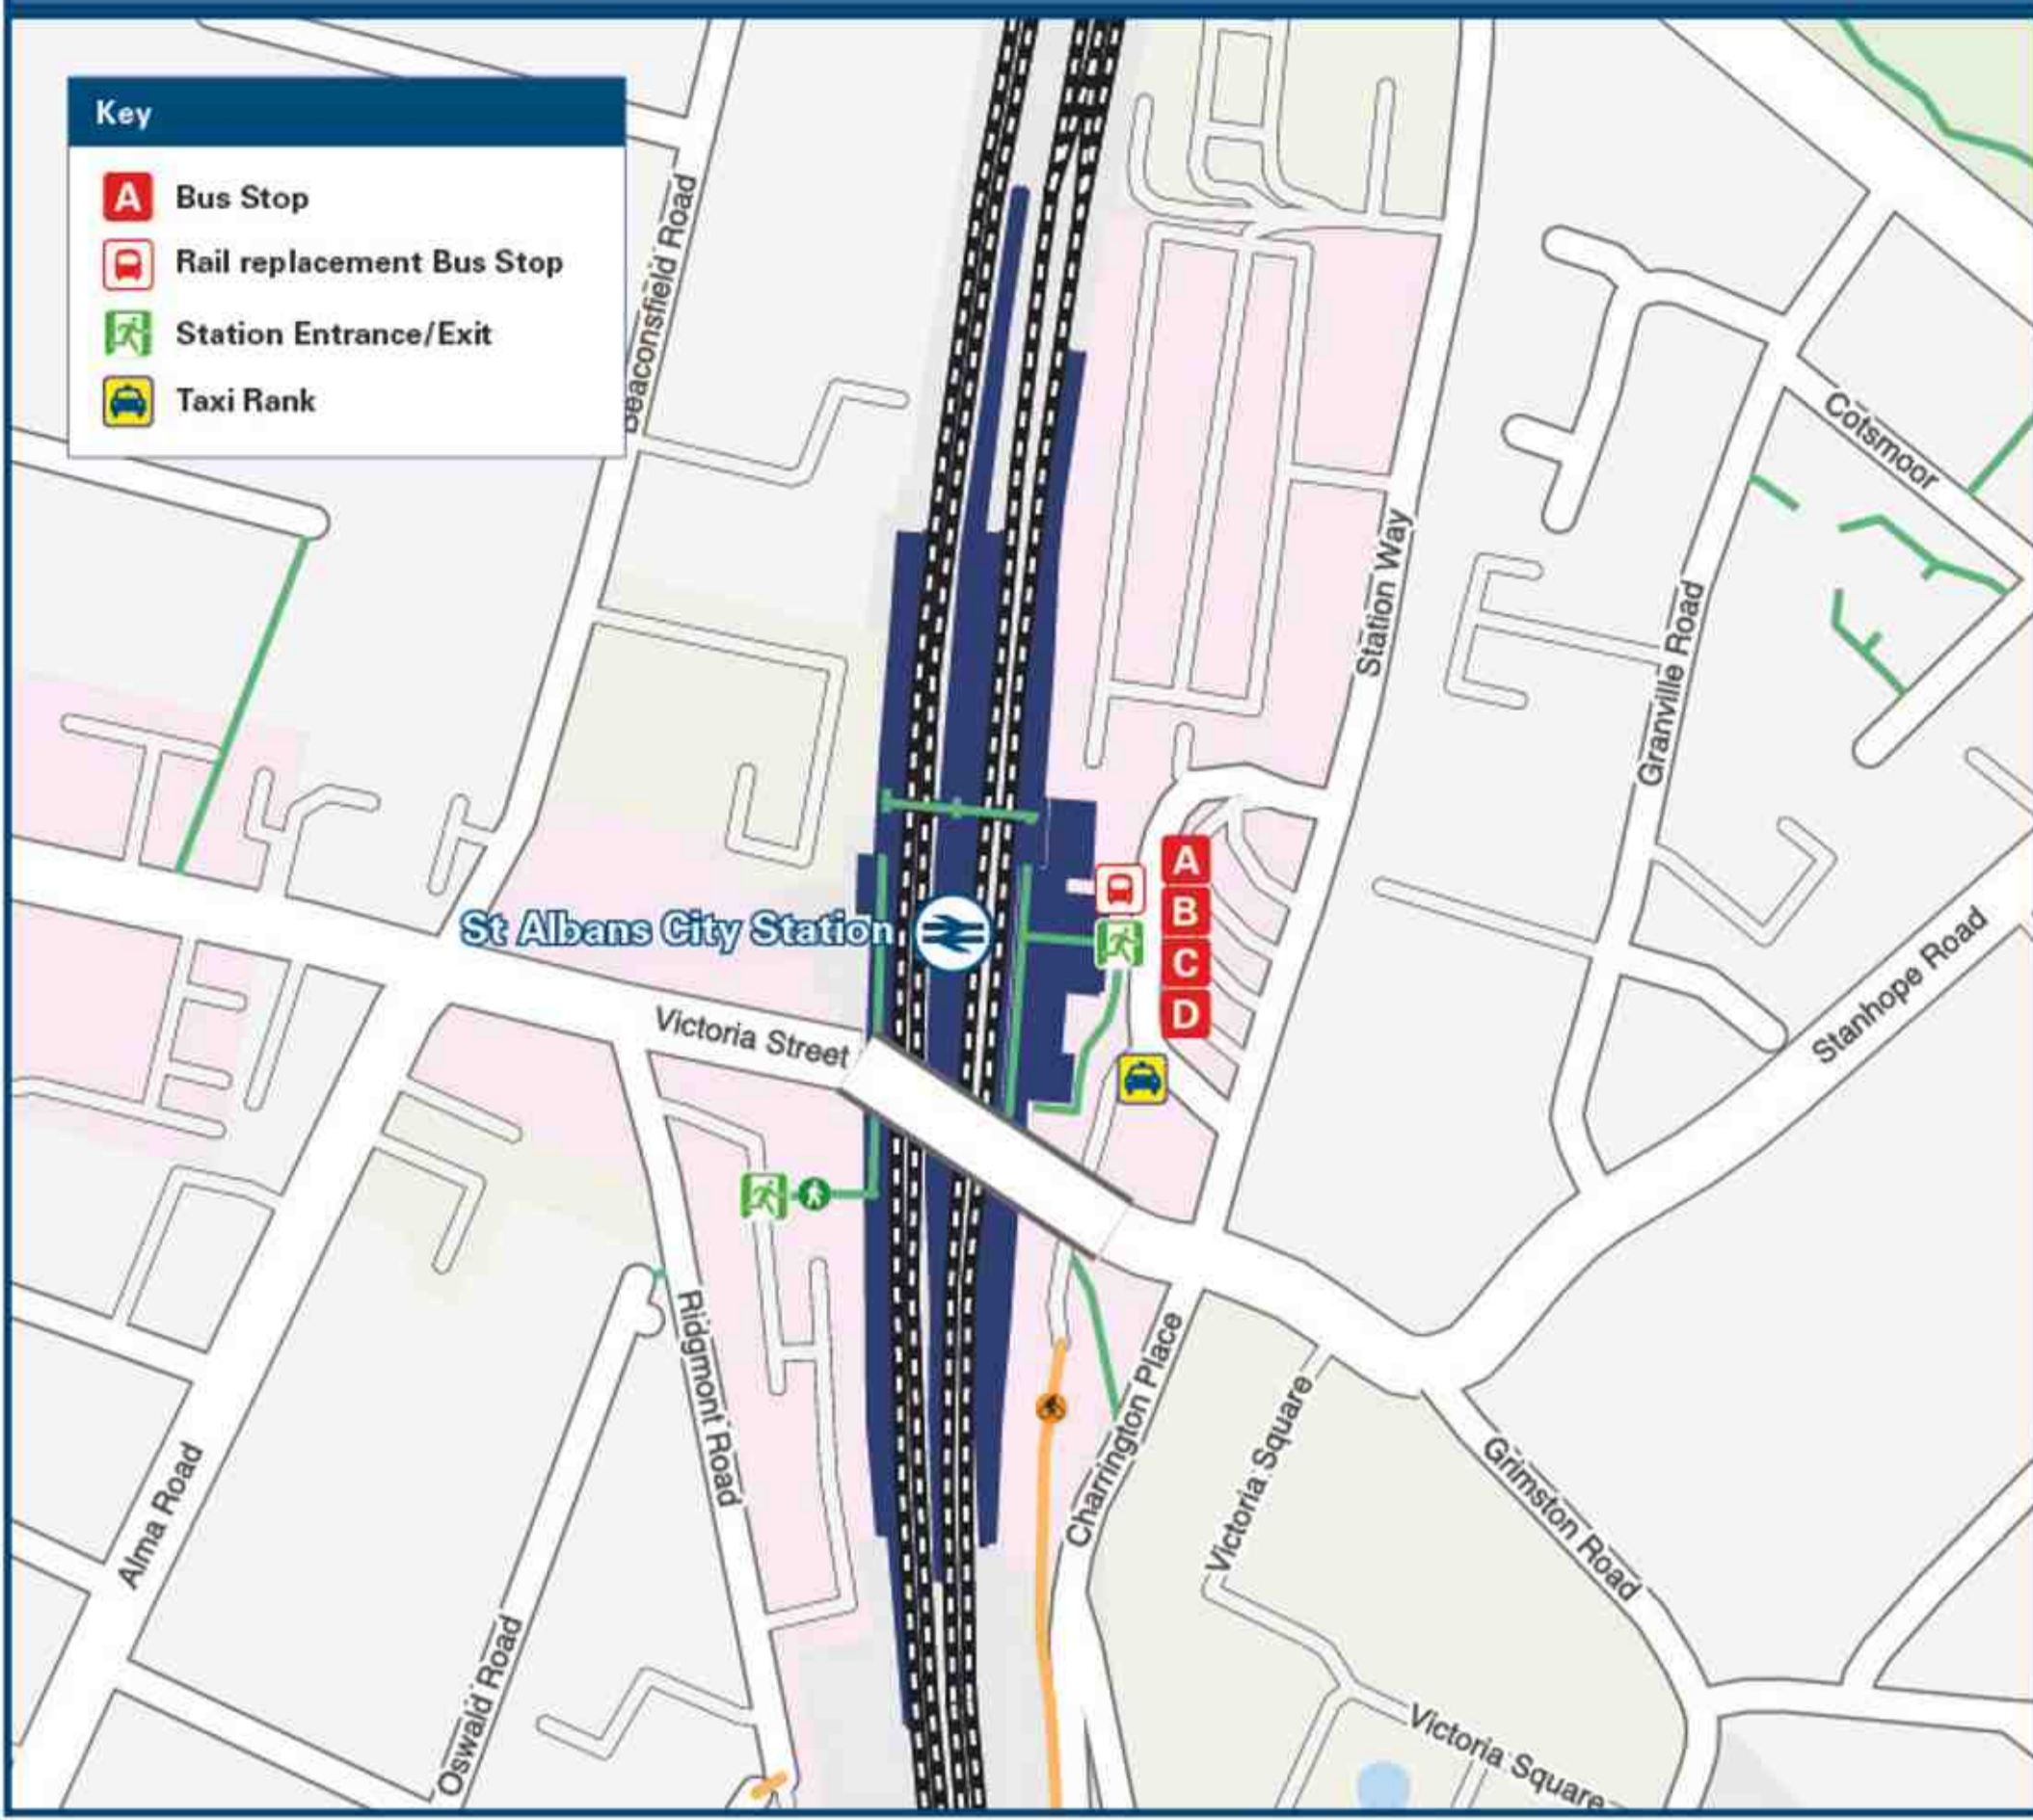 Key
A Bus Stop
Rail replacement Bus Stop
Station Entrance/Exit
Taxi Rank
Beaconsfield Road
Cotsmoor
Station Way
Granville Road
A
B
C
D
St Albans City Station
Stanhope Road
Victoria Street
Ridgmont Road
Charrington Place
Victoria Square
Grimston Road
Alma Road
Oswald Road
Victoria Square